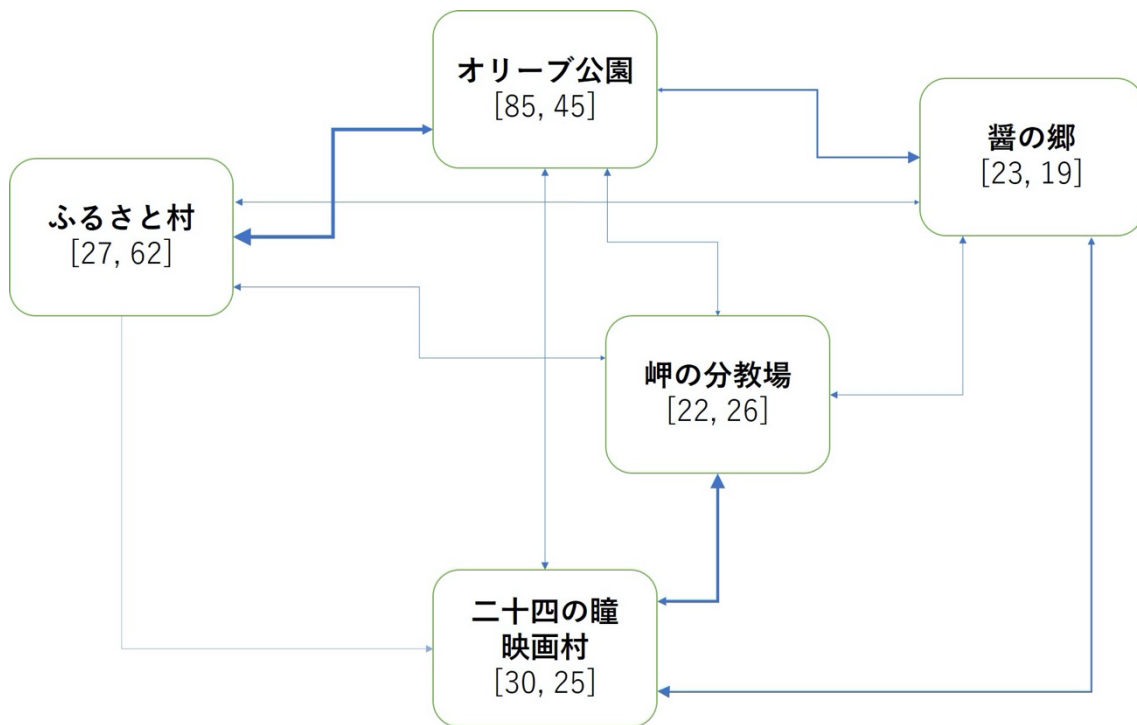 オリーブ公園
[85, 45]
醤の郷
[23, 19]
ふるさと村
[27, 62]
岬の分教場
[22, 26]
二十四の瞳
映画村
[30, 25]